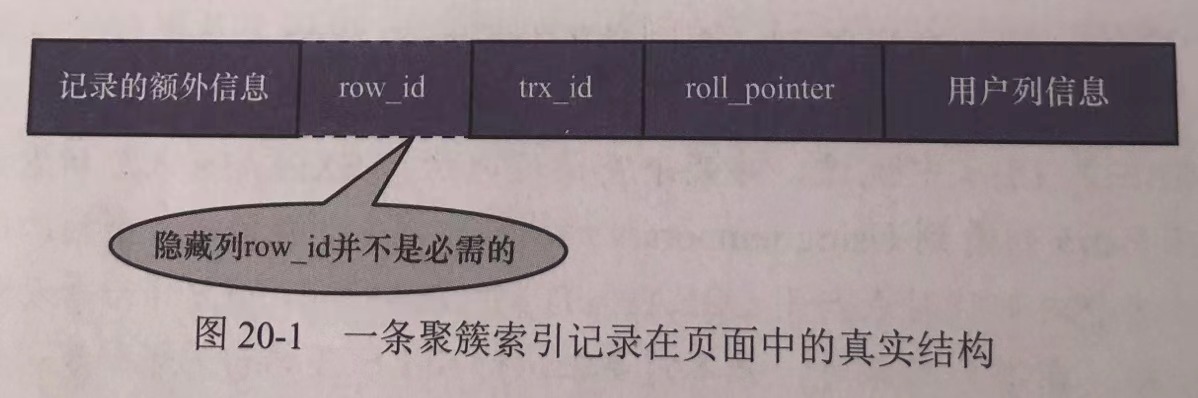 记录的额外信息 row_id trx_id roll_pointer 用户列信息
隐藏列row_id并不是必需的
图 20-1 一条聚簇索引记录在页面中的真实结构